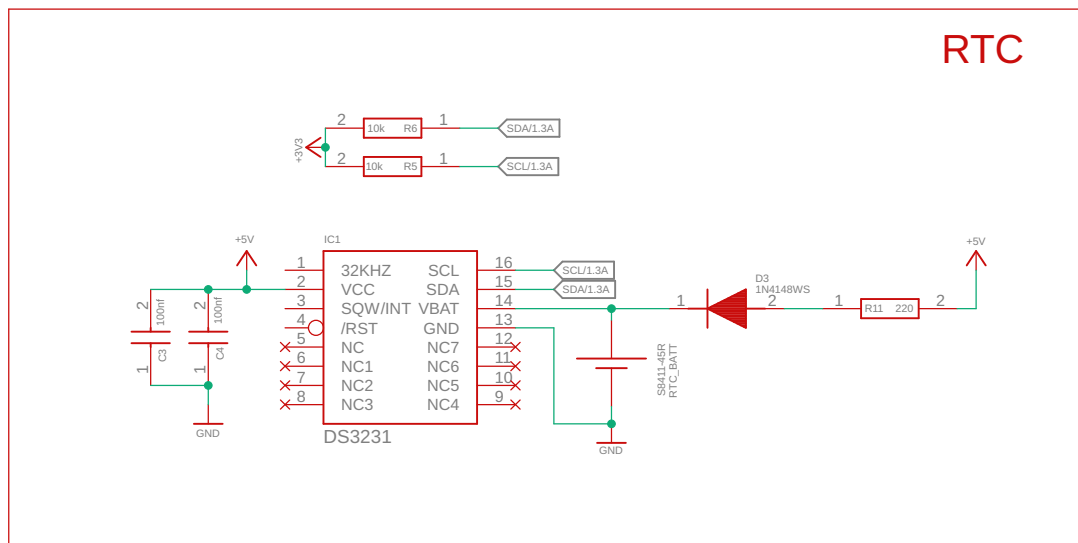 RTC
2 10k R6 1 SDA/1.3A
+3V3
2 10k R5 1 SCL/1.3A
+5V
IC1
+5V
1 32KHZ SCL 16 SCL/1.3A
2 VCC SDA 15 SDA/1.3A
3 SQW/INT VBAT 14
4 /RST GND 13
5 NC NC7 12
6 NC1 NC6 11
7 NC2 NC5 10
8 NC3 NC4 9
DS3231
2 100nf
1 C3
2 100nf
1 C4
GND
D3
1N4148WS
1 2
1 R11 220 2
S8411-45R
RTC_BATT
GND